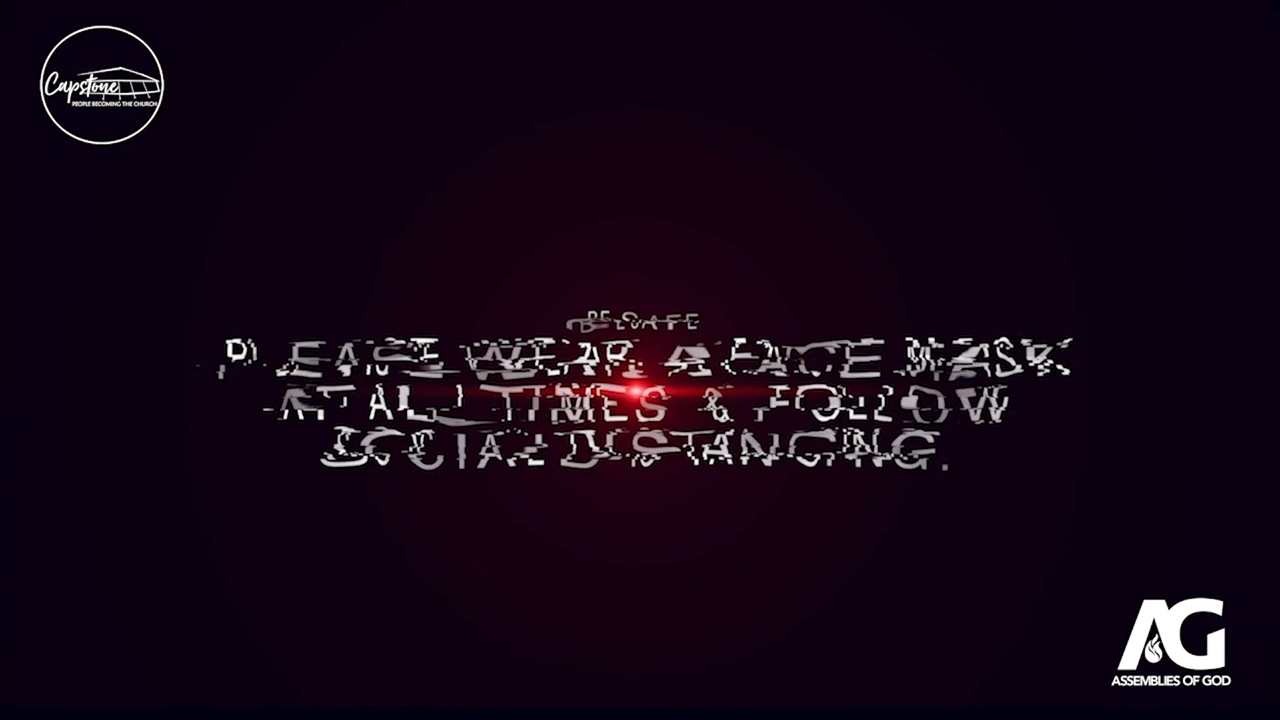 Capstone
PEOPLE BECOMING THE CHURCH
BE SAFE
PLEASE WEAR A FACE MASK
AT ALL TIMES & FOLLOW
SOCIAL DISTANCING.
AG
ASSEMBLIES OF GOD